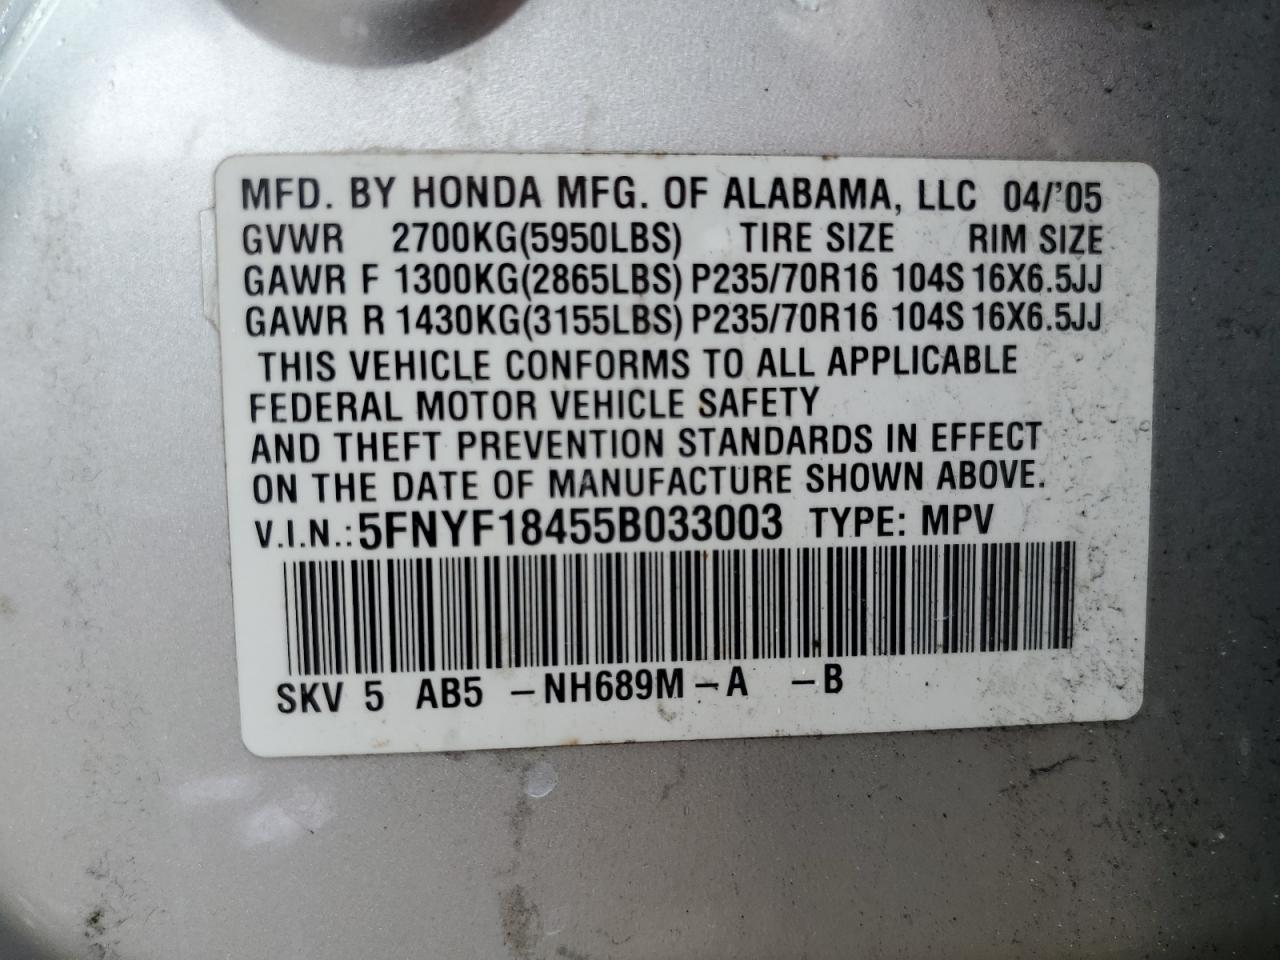 MFD. BY HONDA MFG. OF ALABAMA, LLC 04/'05
GVWR 2700KG(5950LBS) TIRE SIZE RIM SIZE
GAWR F 1300KG(2865LBS) P235/70R16 104S 16X6.5JJ
GAWR R 1430KG(3155LBS) P235/70R16 104S 16X6.5JJ
THIS VEHICLE CONFORMS TO ALL APPLICABLE
FEDERAL MOTOR VEHICLE SAFETY
AND THEFT PREVENTION STANDARDS IN EFFECT
ON THE DATE OF MANUFACTURE SHOWN ABOVE.
V.I.N.: 5FNYF18455B033003 TYPE: MPV
SKV 5 AB5 -NH689M-A -B